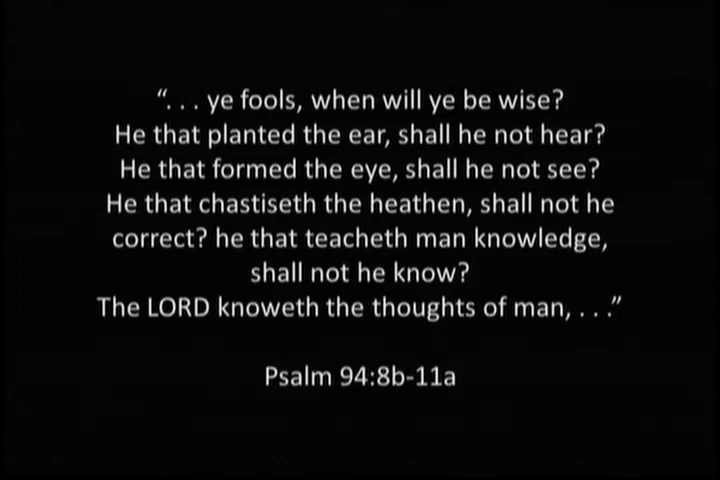 “. . . ye fools, when will ye be wise?
He that planted the ear, shall he not hear?
He that formed the eye, shall he not see?
He that chastiseth the heathen, shall not he
correct? he that teacheth man knowledge,
shall not he know?
The LORD knoweth the thoughts of man, . . .”
Psalm 94:8b-11a